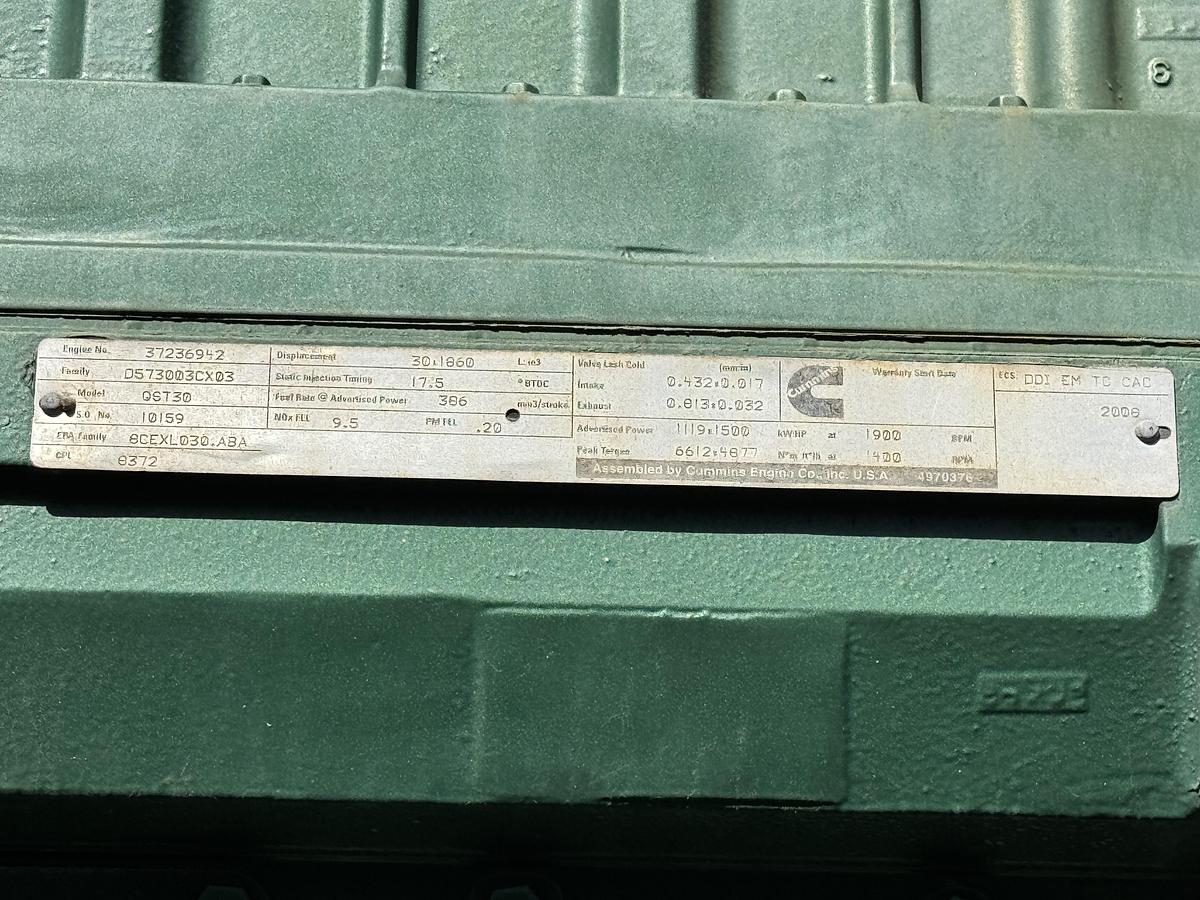 Engine No. 37236942
Family D573003CX03
Model QST30
S.O. No. 10159
EPA Family 8CEXL030.ABA
CPL 8372
Displacement 30:1860 L:in3
Static Injection Timing 17.5 °BTDC
Fuel Rate @ Advertised Power 386 mm3/stroke
NOx FEL 9.5 PM FEL .20
Valve Lash Cold (mm:in)
Intake 0.432:0.017
Exhaust 0.813:0.032
Cummins
Warranty Start Date
Advertised Power 1119:1500 kW:HP at 1900 RPM
Peak Torque 6612:4877 N*m ft*lb at 1400 RPM
Assembled by Cummins Engine Co., Inc. U.S.A. 4970376
ECS: DDI EM TC CAC
2008